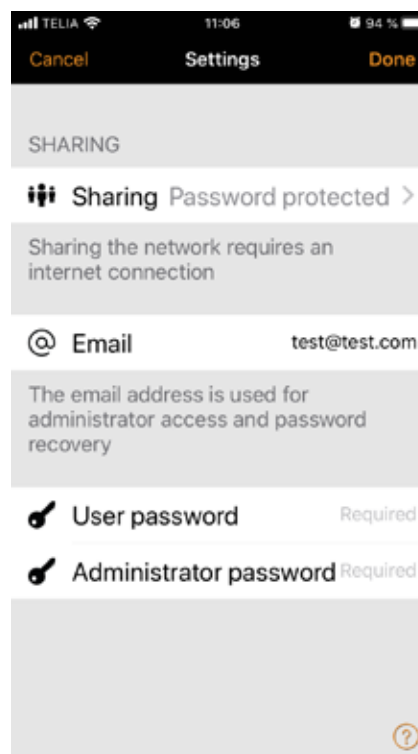 TELIA 11:06 94 %
Cancel Settings Done
SHARING
Sharing Password protected >
Sharing the network requires an
internet connection
@ Email test@test.com
The email address is used for
administrator access and password
recovery
User password Required
Administrator password Required
?